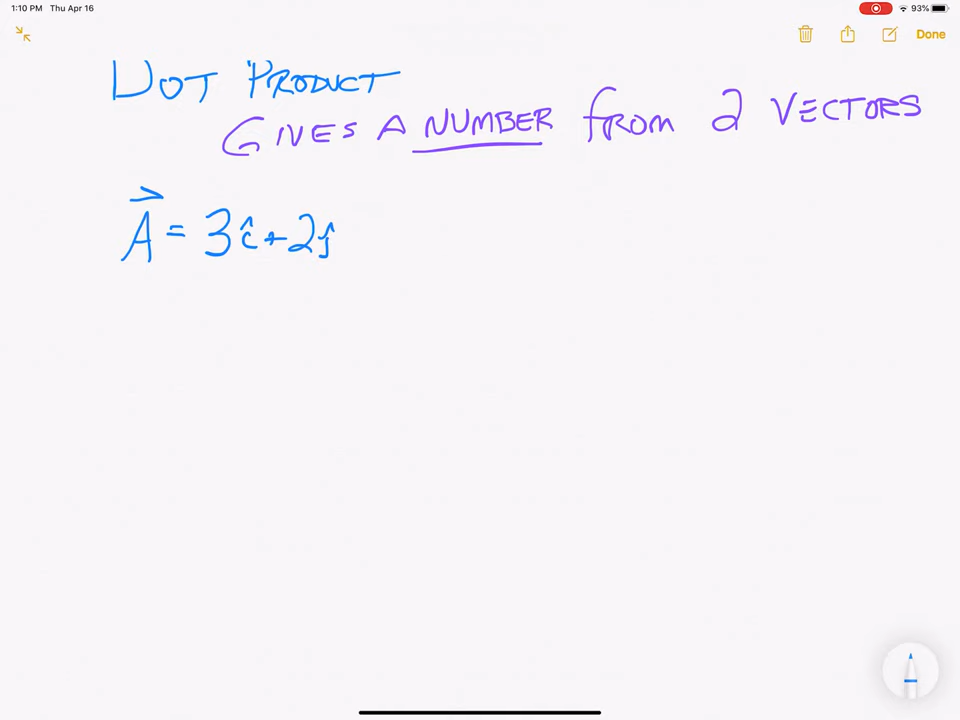 1:10 PM Thu Apr 16
93%
Done
DOT PRODUCT
GIVES A NUMBER FROM 2 VECTORS
A⃗ = 3î + 2ĵ